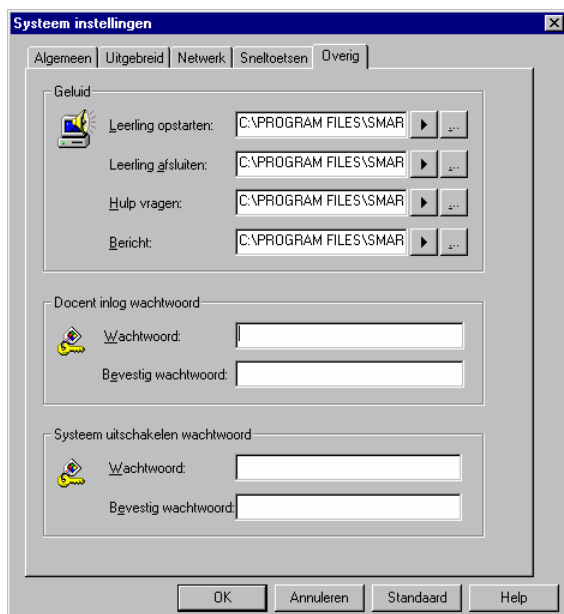 Systeem instellingen
Algemeen Uitgebreid Netwerk Sneltoetsen Overig
Geluid
Leerling opstarten: C:\PROGRAM FILES\SMAR ...
Leerling afsluiten: C:\PROGRAM FILES\SMAR ...
Hulp vragen: C:\PROGRAM FILES\SMAR ...
Bericht: C:\PROGRAM FILES\SMAR ...
Docent inlog wachtwoord
Wachtwoord:
Bevestig wachtwoord:
Systeem uitschakelen wachtwoord
Wachtwoord:
Bevestig wachtwoord:
OK Annuleren Standaard Help